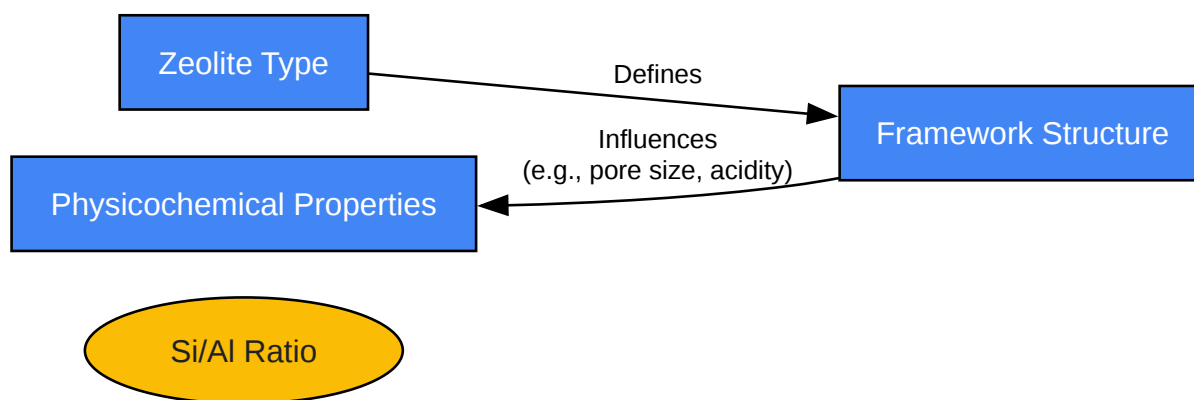 Zeolite Type
Defines
Framework Structure
Influences
(e.g., pore size, acidity)
Physicochemical Properties
Si/Al Ratio